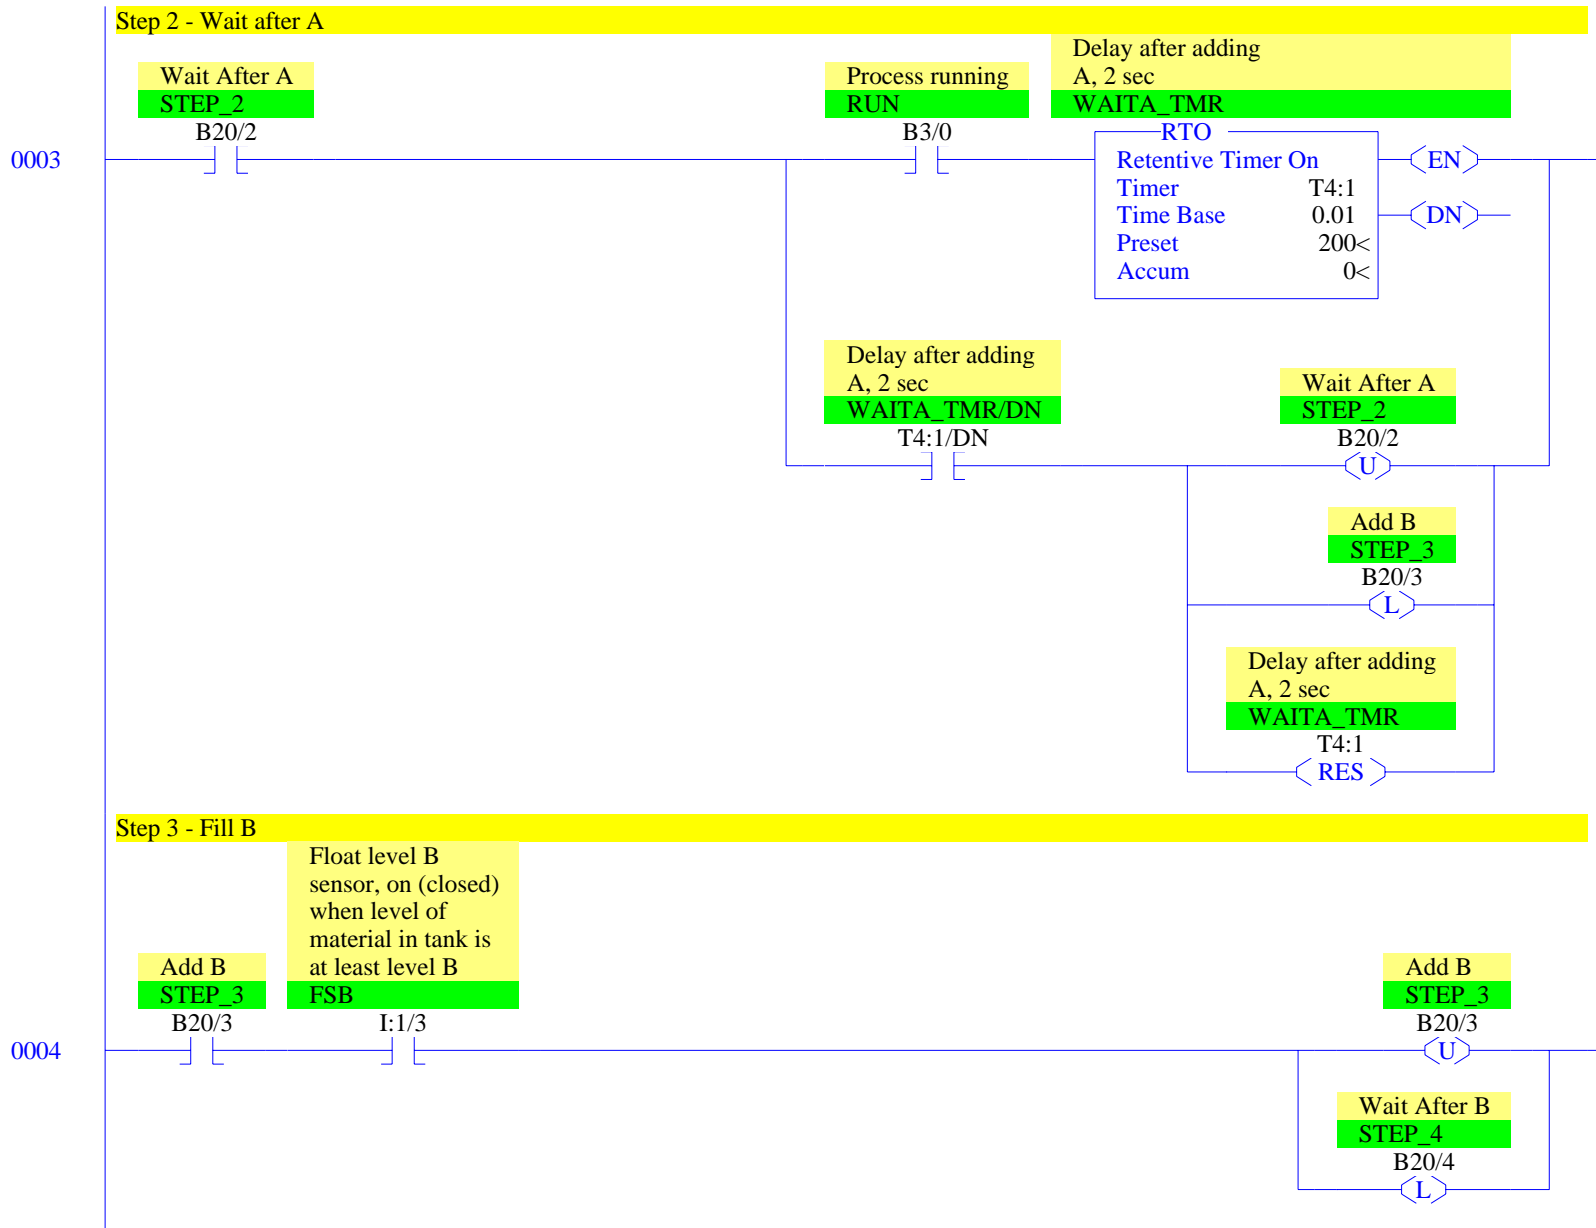 Step 2 - Wait after A
Wait After A
STEP_2
B20/2
Process running
RUN
B3/0
Delay after adding
A, 2 sec
WAITA_TMR
0003
RTO
Retentive Timer On
Timer T4:1
Time Base 0.01
Preset 200<
Accum 0<
EN
DN
Delay after adding
A, 2 sec
WAITA_TMR/DN
T4:1/DN
Wait After A
STEP_2
B20/2
U
Add B
STEP_3
B20/3
L
Delay after adding
A, 2 sec
WAITA_TMR
T4:1
RES
Step 3 - Fill B
Add B
STEP_3
B20/3
Float level B
sensor, on (closed)
when level of
material in tank is
at least level B
FSB
I:1/3
Add B
STEP_3
B20/3
0004
U
Wait After B
STEP_4
B20/4
L